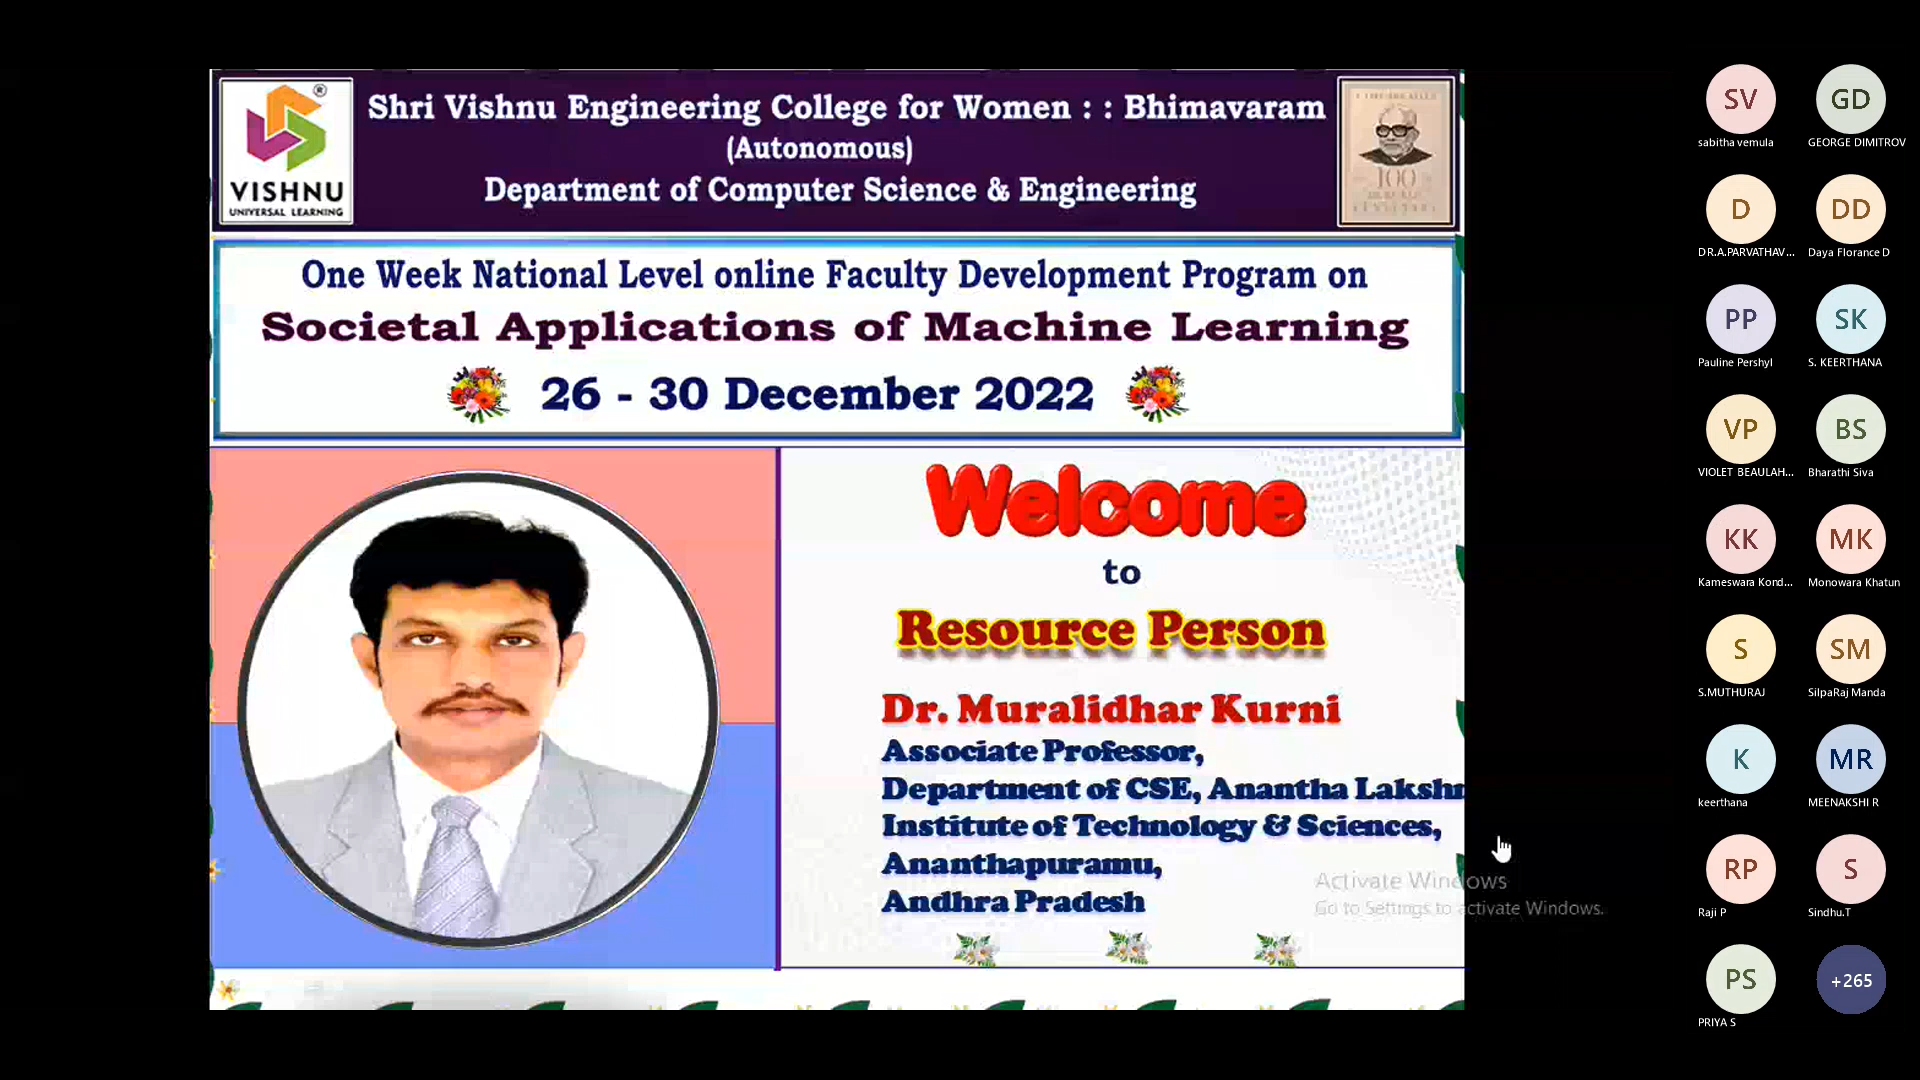 VISHNU
UNIVERSAL LEARNING
Shri Vishnu Engineering College for Women : : Bhimavaram
(Autonomous)
Department of Computer Science & Engineering
100
One Week National Level online Faculty Development Program on
Societal Applications of Machine Learning
26 - 30 December 2022
Welcome
to
Resource Person
Dr. Muralidhar Kurni
Associate Professor,
Department of CSE, Anantha
Institute of Technology & Sciences,
Ananthapuramu,
Andhra Pradesh
Activate Windows
Go to Settings to activate Windows.
SV
sabitha vemula
GD
GEORGE DIMITROV
D
DR.A.PARVATHAV...
DD
Daya Florance D
PP
Pauline Pershyl
SK
S. KEERTHANA
VP
VIOLET BEAULAH...
BS
Bharathi Siva
KK
Kameswara Kond...
MK
Monowara Khatun
S
S.MUTHURAJ
SM
SilpaRaj Manda
K
keerthana
MR
MEENAKSHI R
RP
Raji P
S
Sindhu.T
PS
PRIYA S
+265